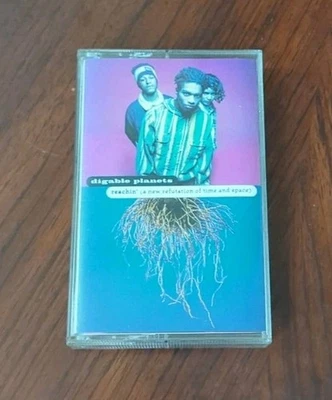 digable planets
reachin' (a new refutation of time and space)